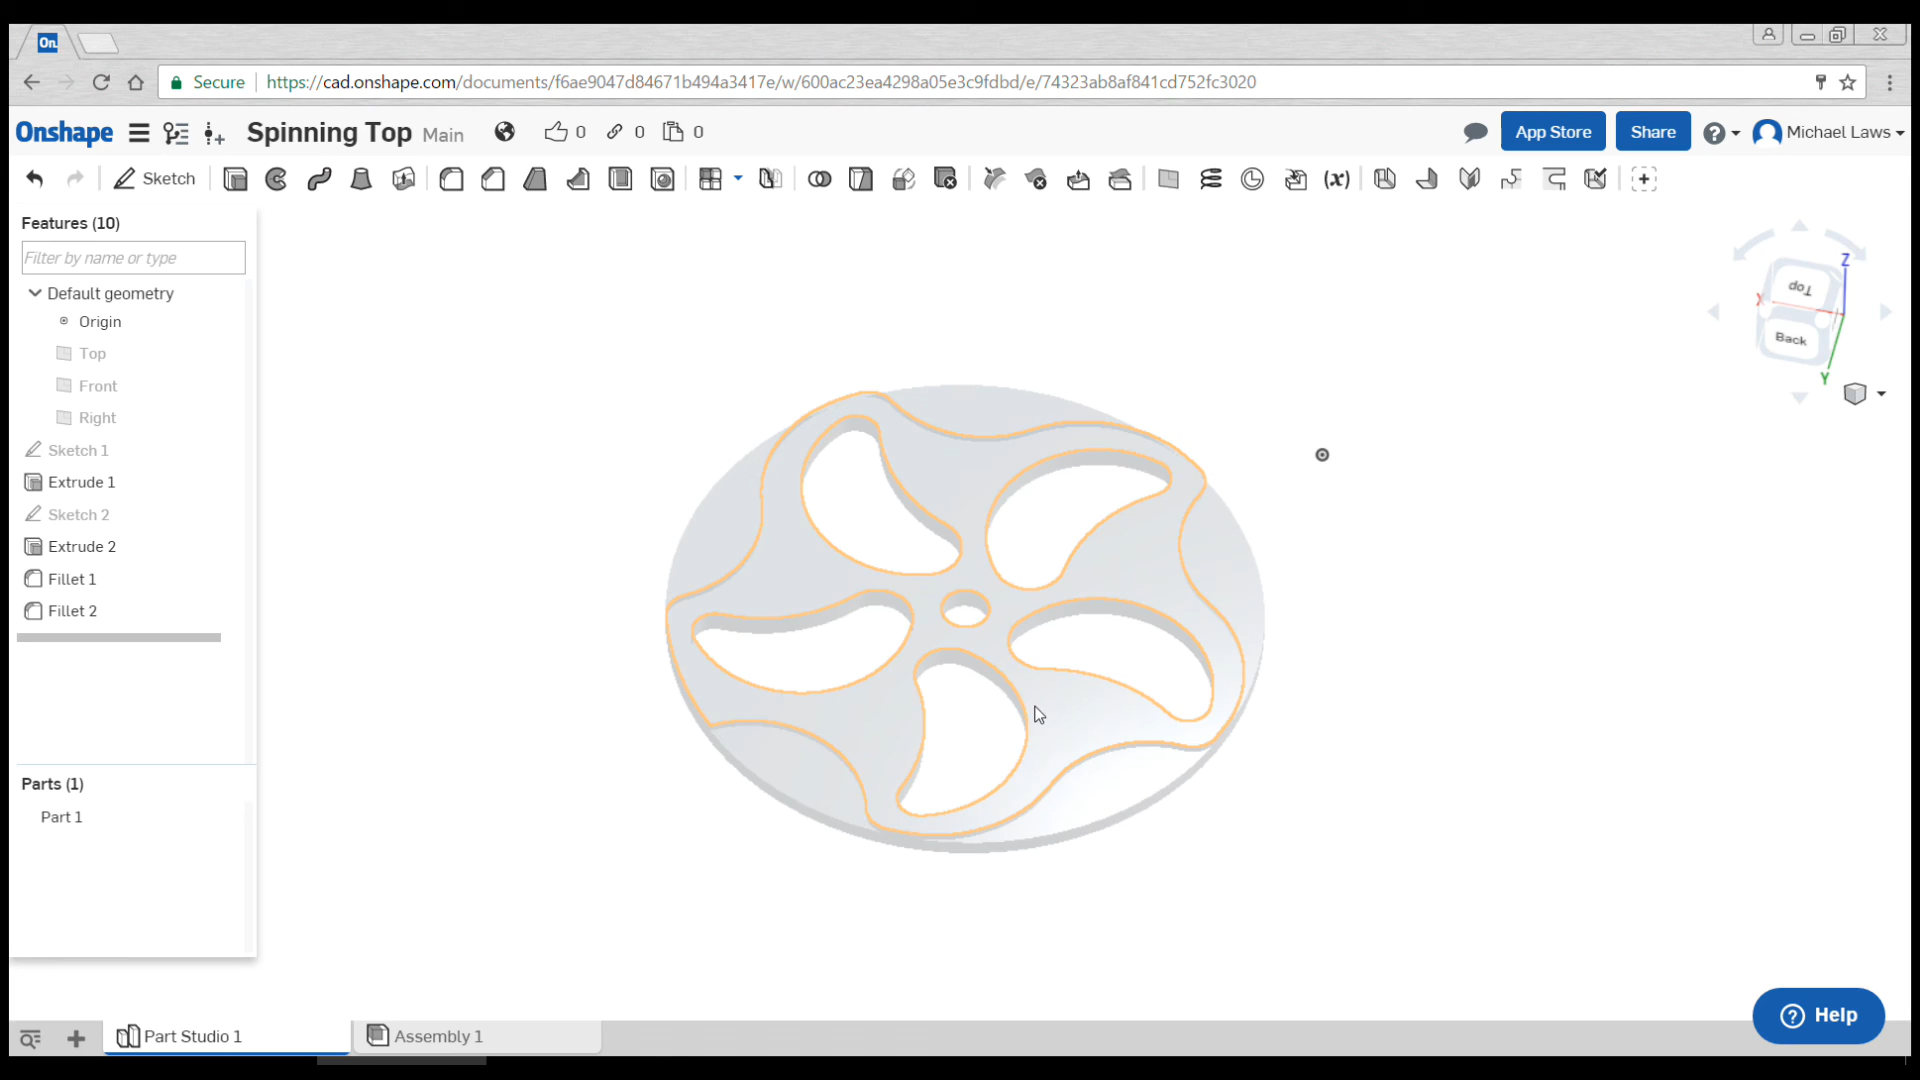 On
Secure https://cad.onshape.com/documents/f6ae9047d84671b494a3417e/w/600ac23ea4298a05e3c9fdbd/e/74323ab8af841cd752fc3020
Onshape Spinning Top Main 0 0 0 App Store Share Michael Laws
Sketch (x)
Features (10)
Filter by name or type
Default geometry
Origin
Top
Front
Right
Sketch 1
Extrude 1
Sketch 2
Extrude 2
Fillet 1
Fillet 2
Z
Top
X
Back
Y
Parts (1)
Part 1
Help
Part Studio 1 Assembly 1